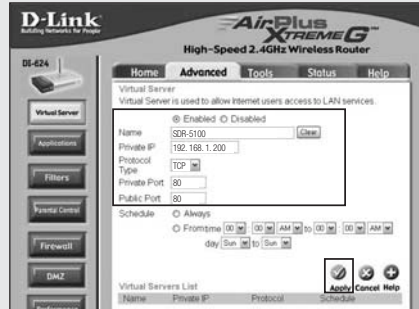 D-Link
Building Networks for People
AirPlus
XTREME G
High-Speed 2.4GHz Wireless Router
DI-624
Home Advanced Tools Status Help
Virtual Server
Virtual Server is used to allow Internet users access to LAN services.
Virtual Server
Enabled Disabled
Name SDR-5100 Clear
Applications
Private IP 192.168.1.200
Protocol Type TCP
Filters
Private Port 80
Public Port 80
Parental Control
Schedule Always
From time 00 : 00 AM to 00 : 00 AM
day Sun to Sun
Firewall
DMZ
Apply Cancel Help
Virtual Servers List
Name Private IP Protocol Schedule
Performance